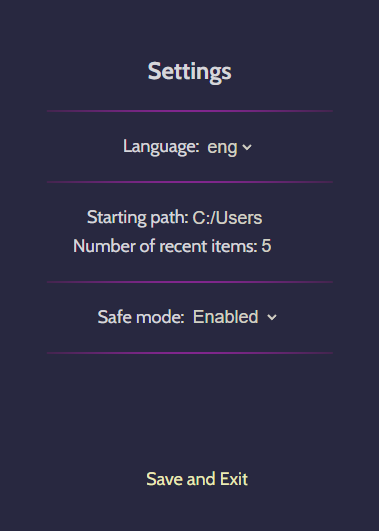 Settings
Language: eng
Starting path: C:/Users
Number of recent items: 5
Safe mode: Enabled
Save and Exit